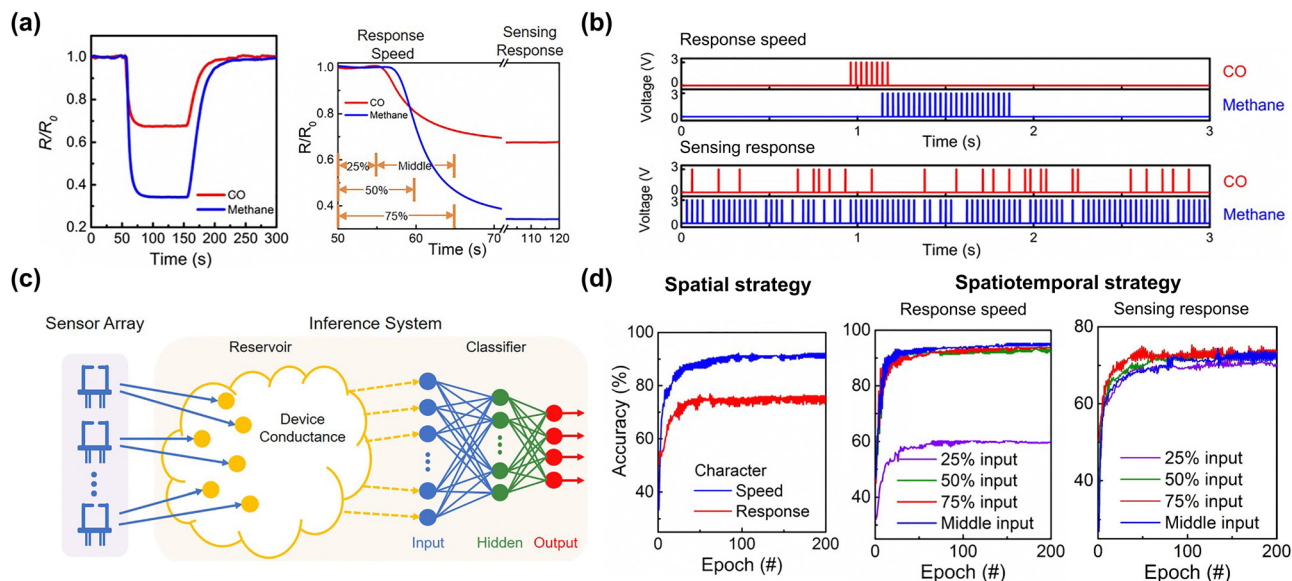 (a)
R/R0
1.0
0.8
0.6
0.4
0.2
CO
Methane
0 50 100 150 200 250 300
Time (s)
Response Speed
Sensing Response
R/R0
1.0
0.8
0.6
0.4
CO
Methane
25% Middle
50%
75%
50 60 70 110 120
Time (s)
(b)
Response speed
Voltage (V)
3
0
CO
3
0
Methane
0 1 2 3
Time (s)
Sensing response
Voltage (V)
3
0
CO
3
0
Methane
0 1 2 3
Time (s)
(c)
Sensor Array
Inference System
Reservoir
Classifier
Device
Conductance
Input Hidden Output
(d)
Spatial strategy
Accuracy (%)
100
80
60
40
Character
Speed
Response
0 100 200
Epoch (#)
Spatiotemporal strategy
Response speed
100
80
60
40
25% input
50% input
75% input
Middle input
0 100 200
Epoch (#)
Sensing response
80
60
40
25% input
50% input
75% input
Middle input
0 100 200
Epoch (#)